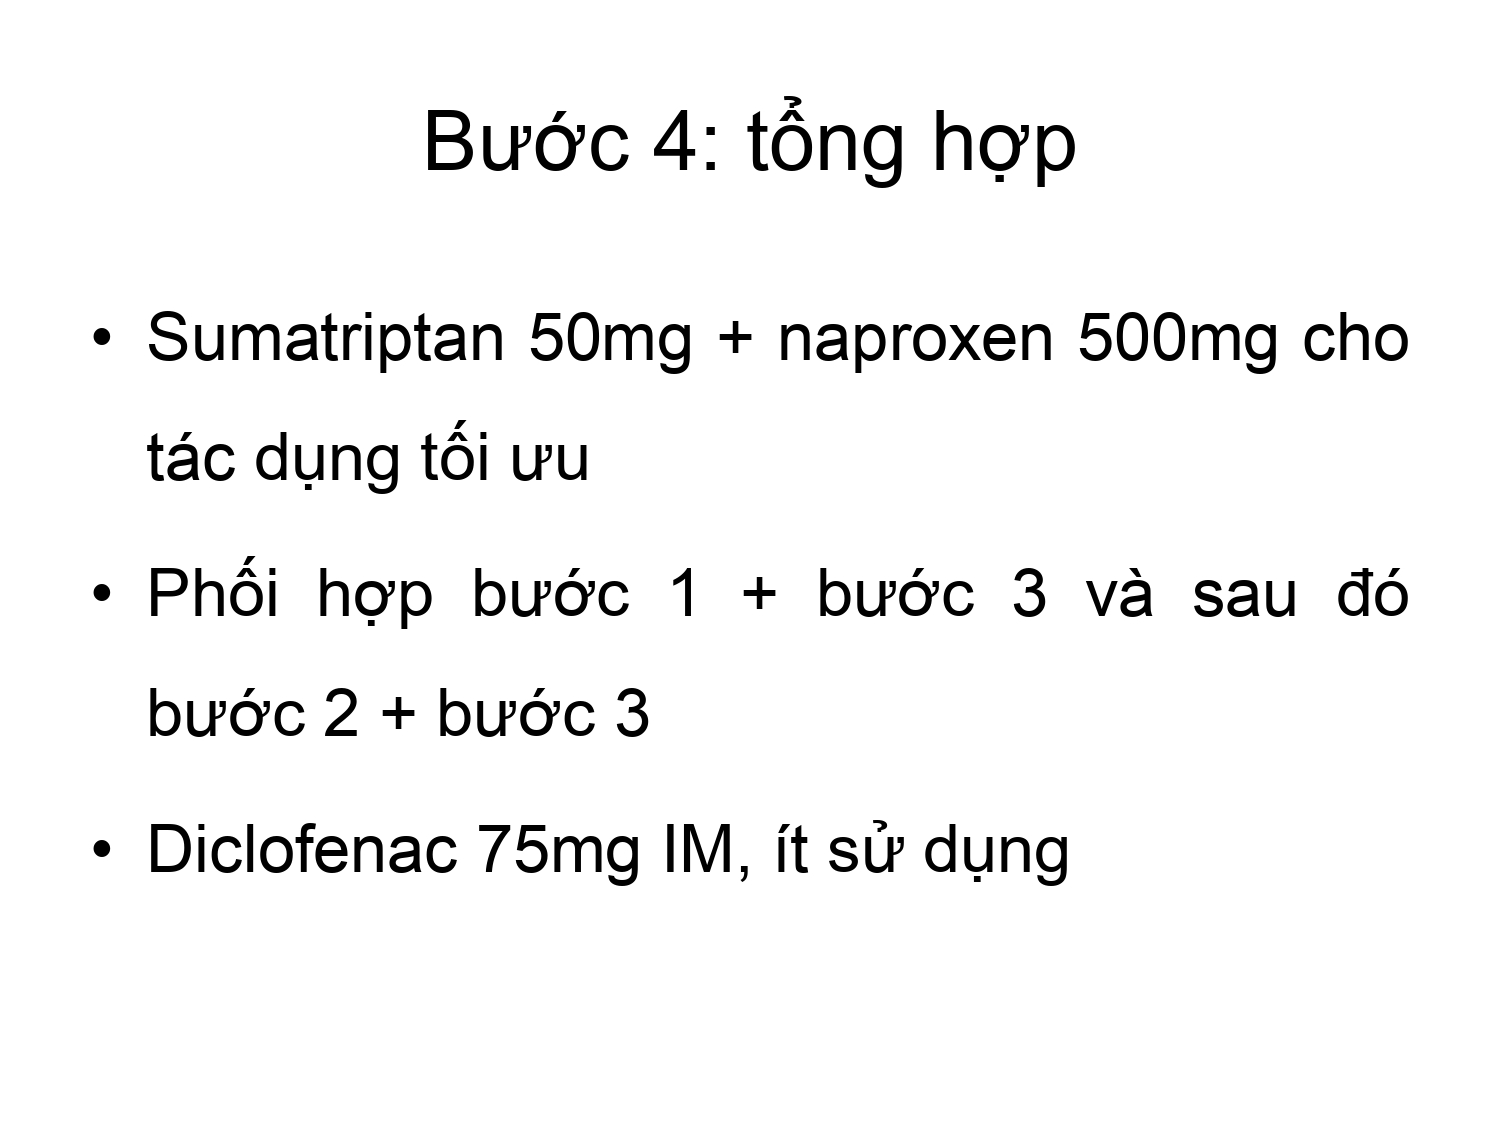 Bước 4: tổng hợp
• Sumatriptan 50mg + naproxen 500mg cho
tác dụng tối ưu
• Phối hợp bước 1 + bước 3 và sau đó
bước 2 + bước 3
• Diclofenac 75mg IM, ít sử dụng